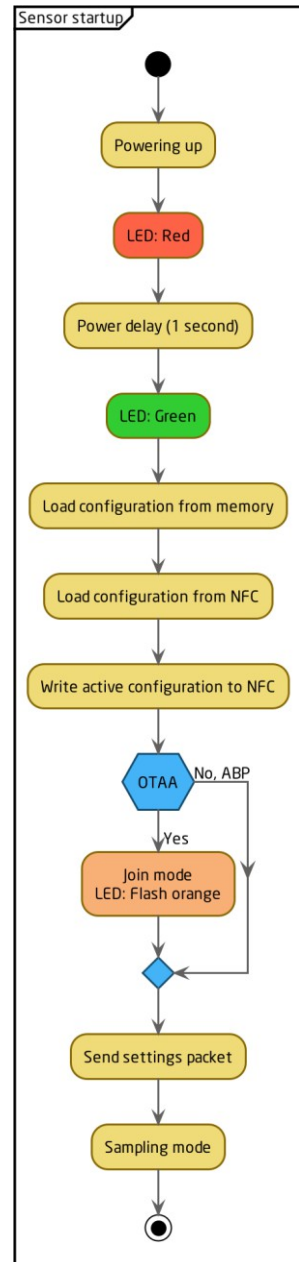 Sensor startup
Powering up
LED: Red
Power delay (1 second)
LED: Green
Load configuration from memory
Load configuration from NFC
Write active configuration to NFC
OTAA
No, ABP
Yes
Join mode
LED: Flash orange
Send settings packet
Sampling mode